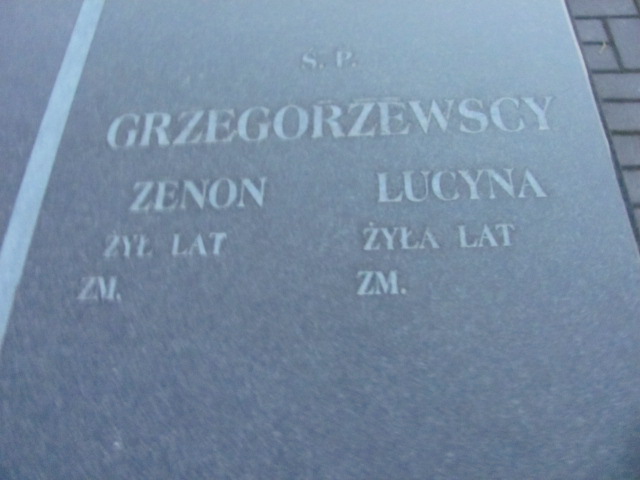 Ś. P.
GRZEGORZEWSCY
ZENON LUCYNA
ŻYŁ LAT ŻYŁA LAT
ZM. ZM.